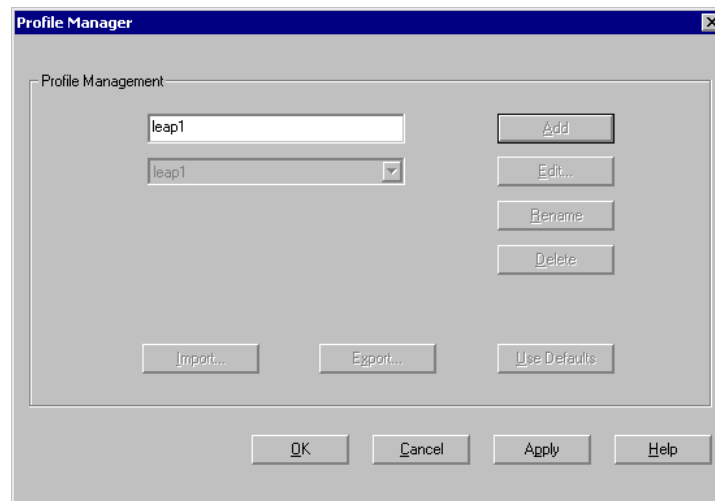 Profile Manager
Profile Management
leap1
Add
leap1
Edit...
Rename
Delete
Import...
Export...
Use Defaults
OK
Cancel
Apply
Help